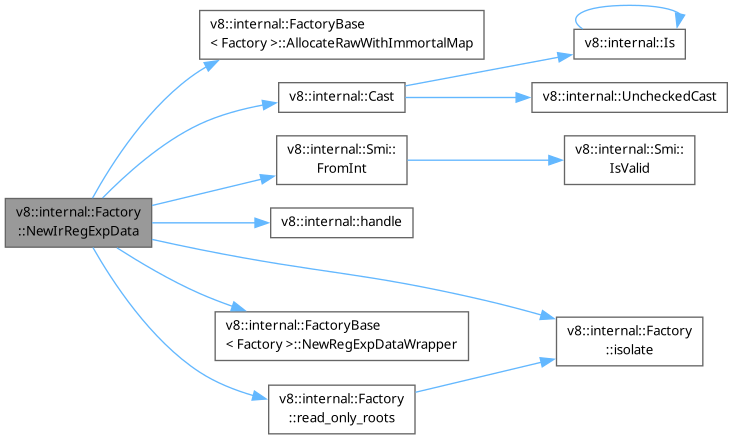 v8::internal::FactoryBase
< Factory >::AllocateRawWithImmortalMap
v8::internal::Is
v8::internal::Cast
v8::internal::UncheckedCast
v8::internal::Smi::
FromInt
v8::internal::Smi::
IsValid
v8::internal::Factory
::NewIrRegExpData
v8::internal::handle
v8::internal::FactoryBase
< Factory >::NewRegExpDataWrapper
v8::internal::Factory
::isolate
v8::internal::Factory
::read_only_roots